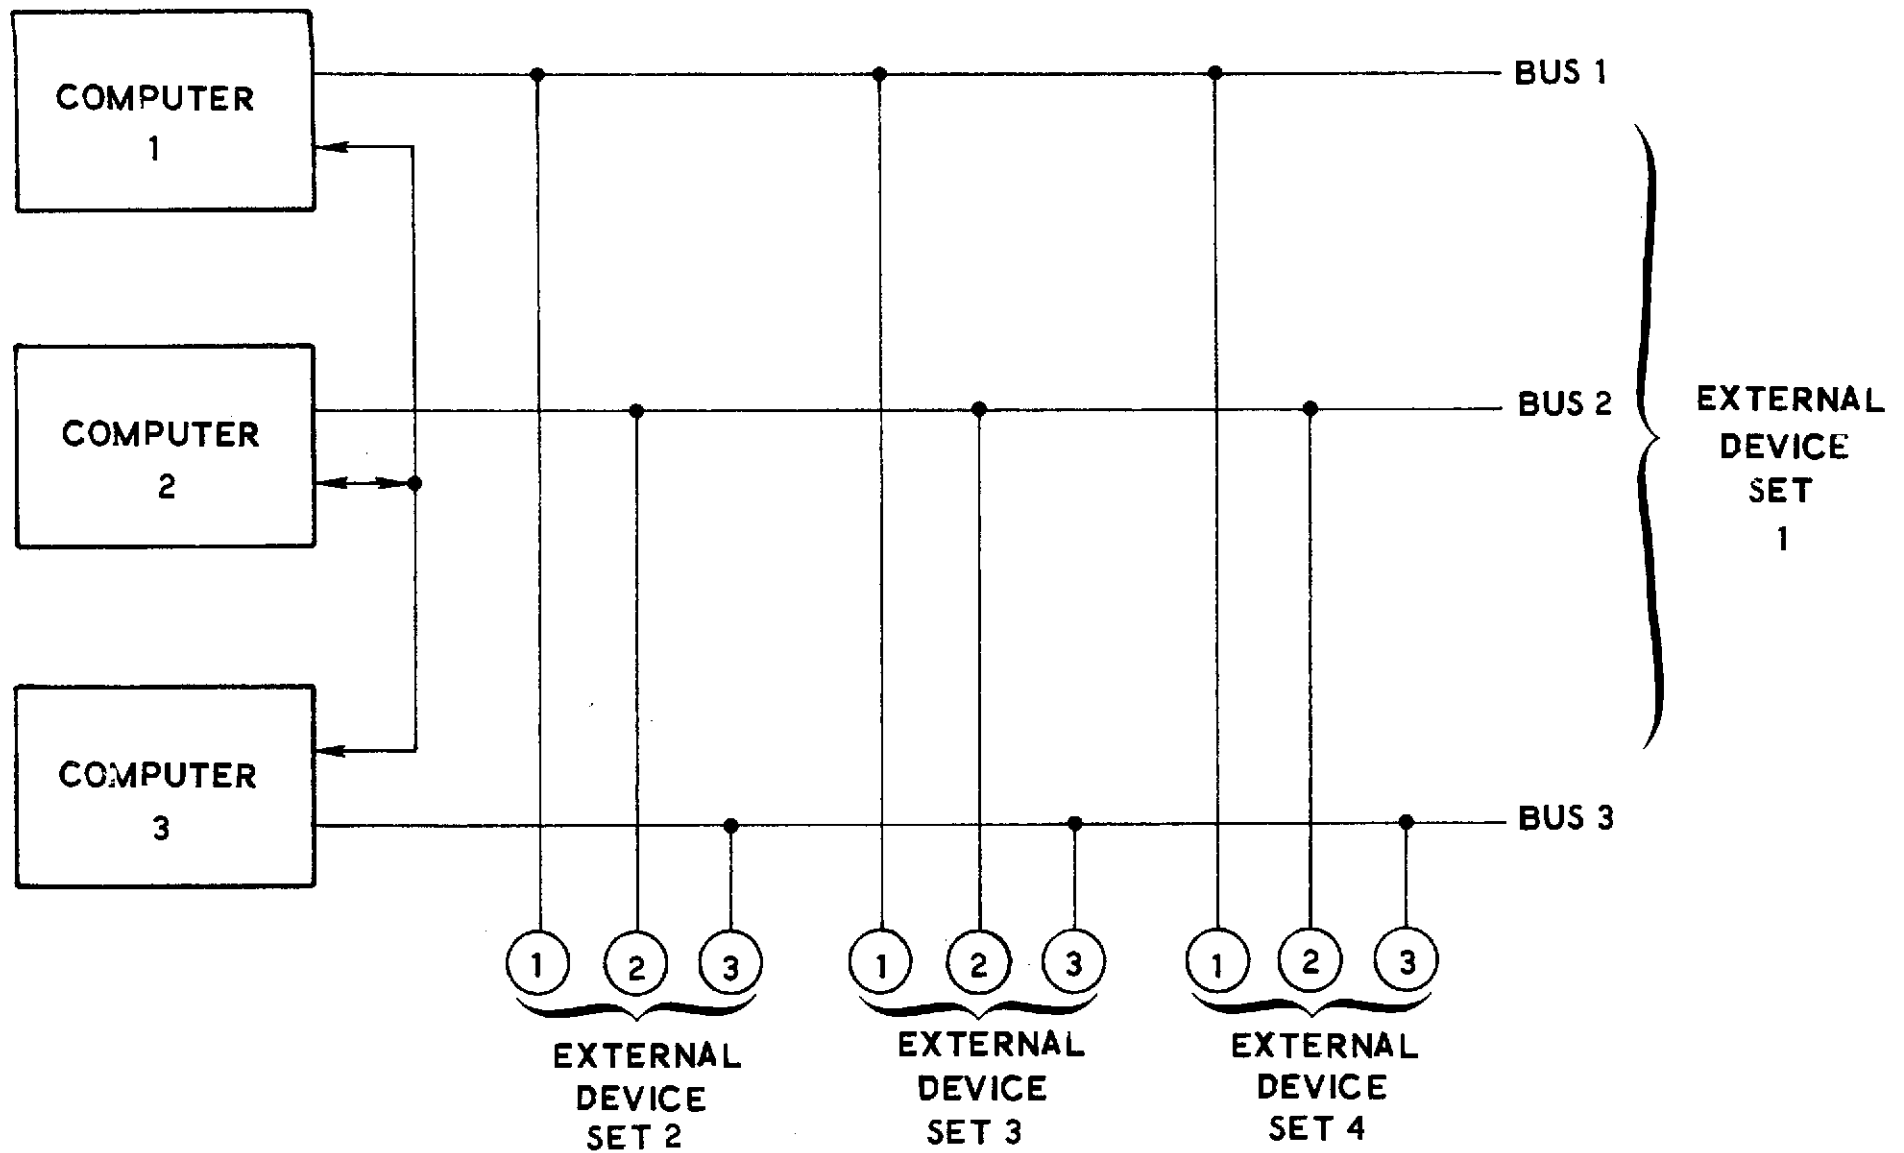 COMPUTER
1
BUS 1
COMPUTER
2
BUS 2
EXTERNAL
DEVICE
SET
1
COMPUTER
3
BUS 3
1 2 3
EXTERNAL
DEVICE
SET 2
1 2 3
EXTERNAL
DEVICE
SET 3
1 2 3
EXTERNAL
DEVICE
SET 4